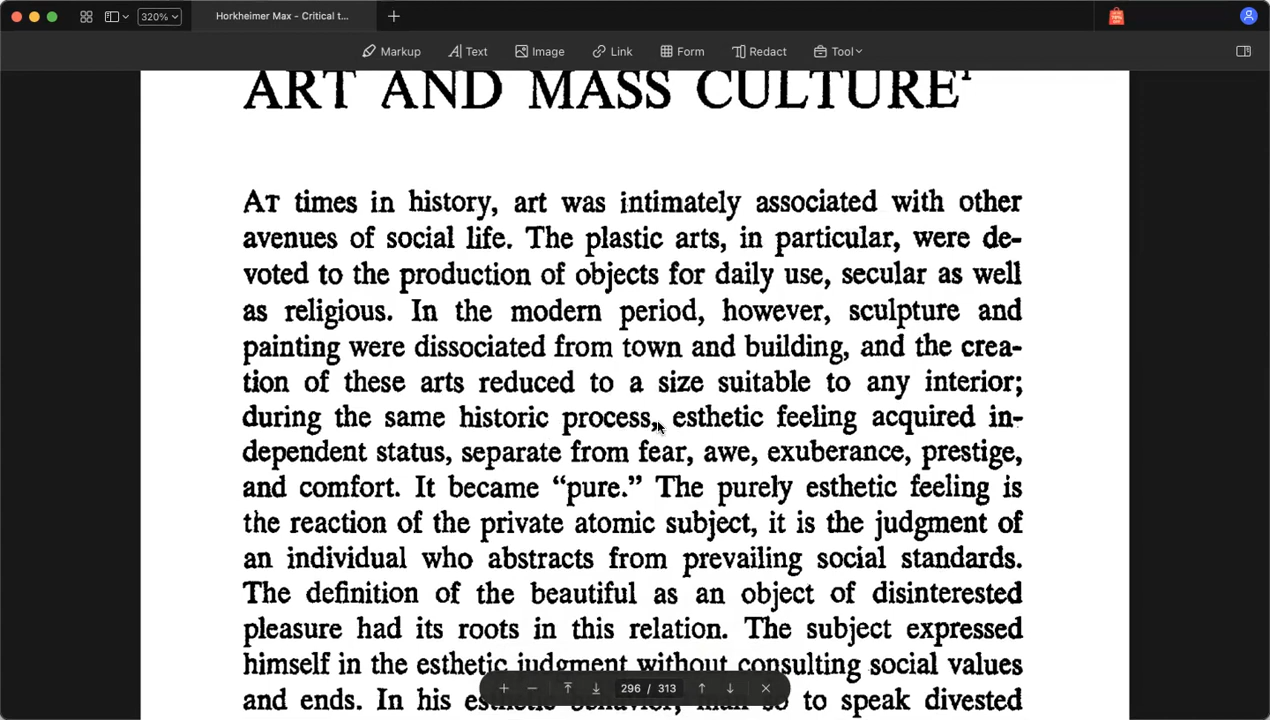 320%
Horkheimer Max - Critical t...
Markup Text Image Link Form Redact Tool
ART AND MASS CULTURE¹
AT times in history, art was intimately associated with other
avenues of social life. The plastic arts, in particular, were de-
voted to the production of objects for daily use, secular as well
as religious. In the modern period, however, sculpture and
painting were dissociated from town and building, and the crea-
tion of these arts reduced to a size suitable to any interior;
during the same historic process, esthetic feeling acquired in-
dependent status, separate from fear, awe, exuberance, prestige,
and comfort. It became “pure.” The purely esthetic feeling is
the reaction of the private atomic subject, it is the judgment of
an individual who abstracts from prevailing social standards.
The definition of the beautiful as an object of disinterested
pleasure had its roots in this relation. The subject expressed
himself in the esthetic judgment without consulting social values
and ends. In his esthetic behavior, man so to speak divested
296 / 313